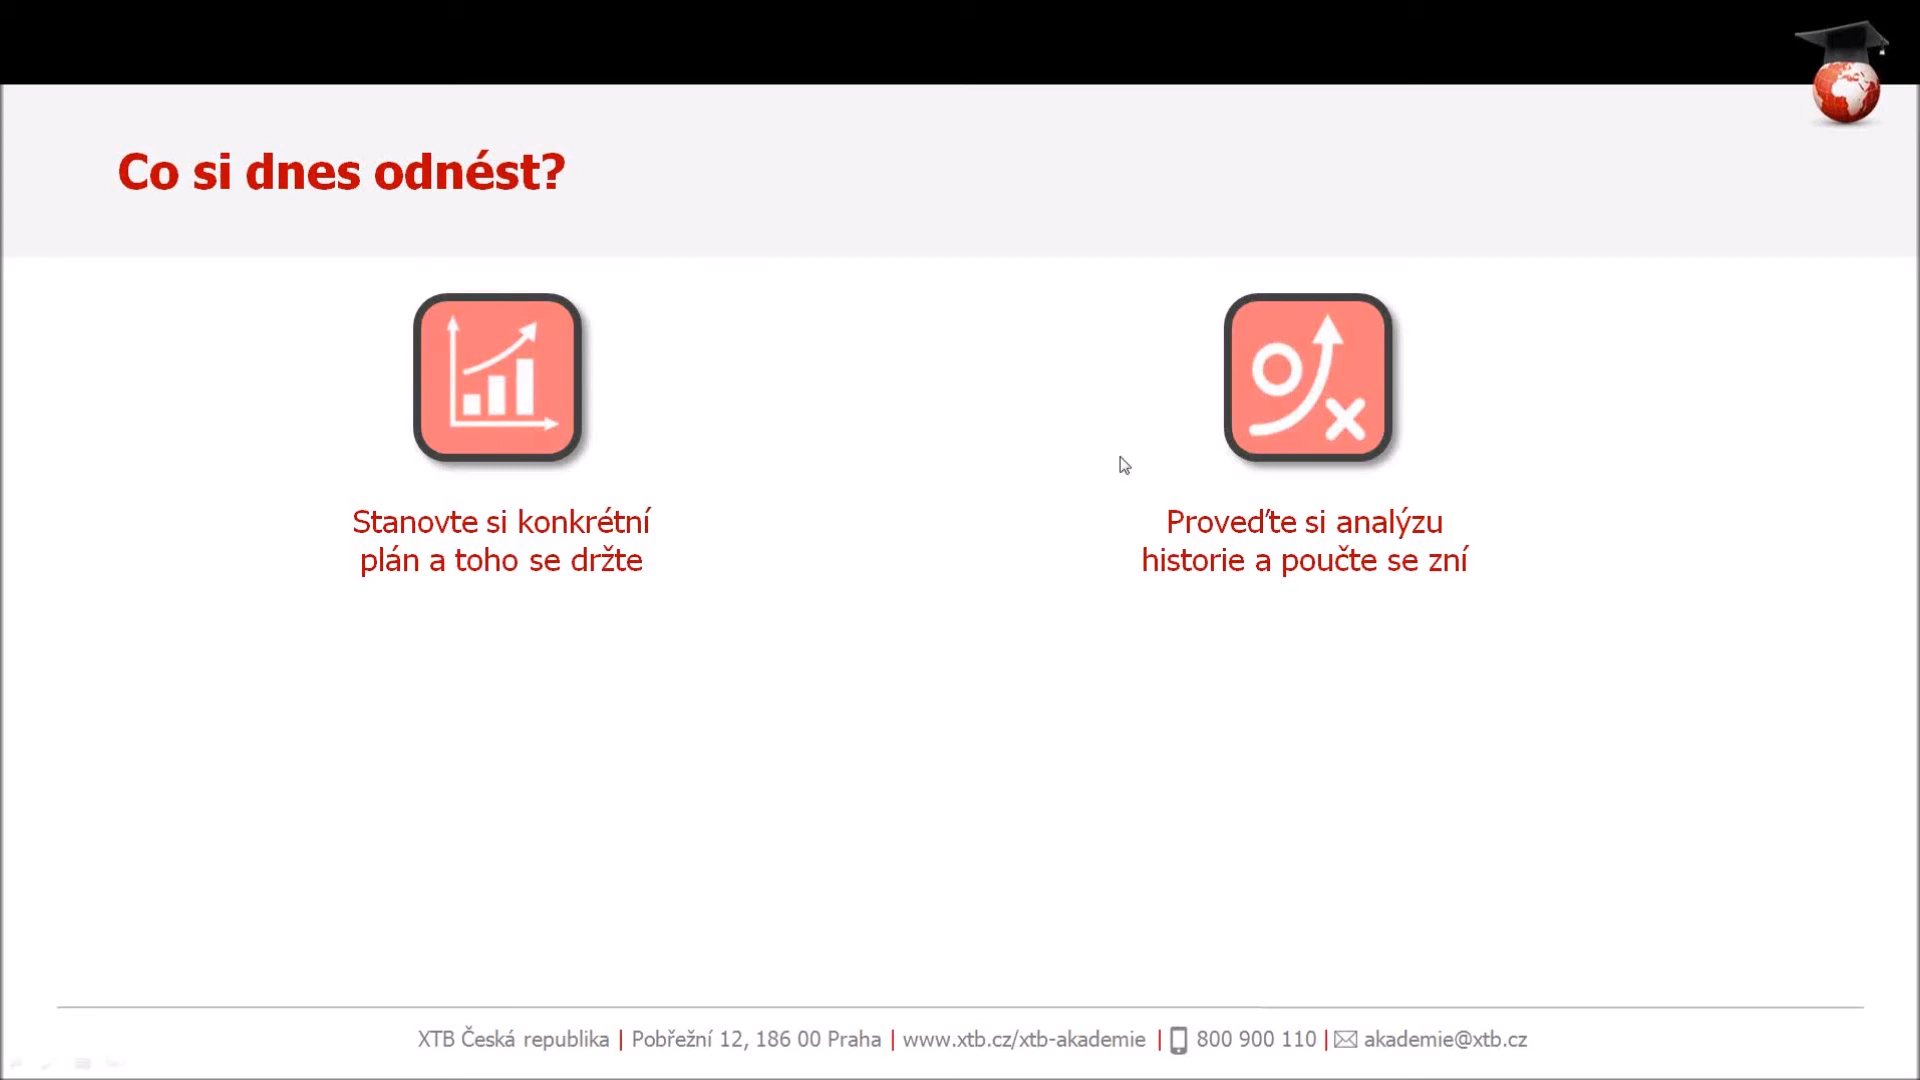 Co si dnes odnést?
Stanovte si konkrétní
plán a toho se držte
Proveďte si analýzu
historie a poučte se zní
XTB Česká republika | Pobřežní 12, 186 00 Praha | www.xtb.cz/xtb-akademie | 800 900 110 | akademie@xtb.cz